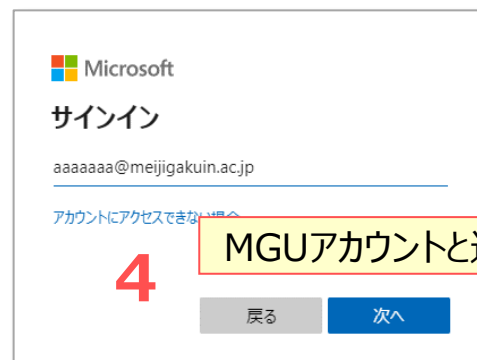 Microsoft
サインイン
aaaaaaa@meijigakuin.ac.jp
アカウントにアクセスできない場合
MGUアカウントと
4
戻る
次へ